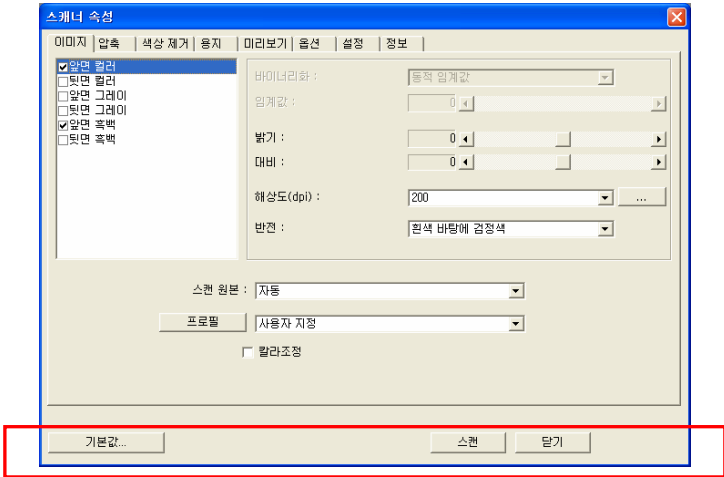 스캐너 속성
이미지 압축 색상 제거 용지 미리보기 옵션 설정 정보
앞면 컬러
뒷면 컬러
앞면 그레이
뒷면 그레이
앞면 흑백
뒷면 흑백
바이너리화 : 동적 임계값
임계값 : 0
밝기 : 0
대비 : 0
해상도(dpi) : 200 ...
반전 : 흰색 바탕에 검정색
스캔 원본 : 자동
프로필 사용자 지정
칼라조정
기본값... 스캔 닫기